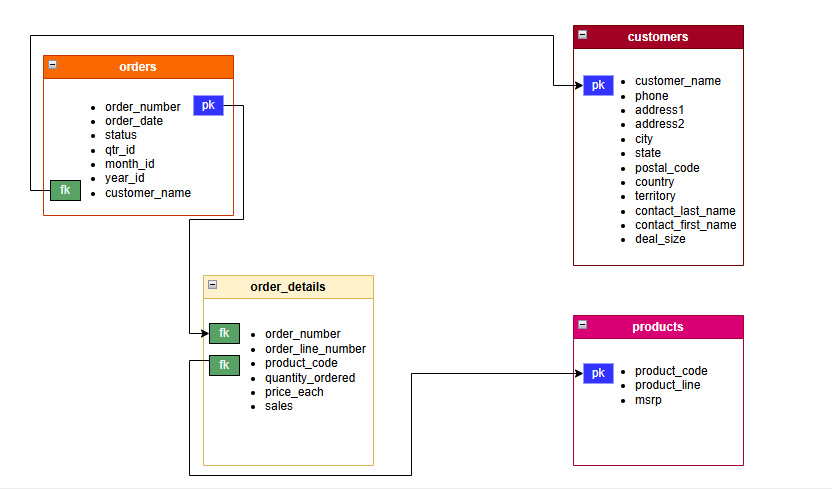 orders
pk
order_number
order_date
status
qtr_id
month_id
year_id
fk
customer_name
customers
pk
customer_name
phone
address1
address2
city
state
postal_code
country
territory
contact_last_name
contact_first_name
deal_size
order_details
fk
order_number
order_line_number
fk
product_code
quantity_ordered
price_each
sales
products
pk
product_code
product_line
msrp